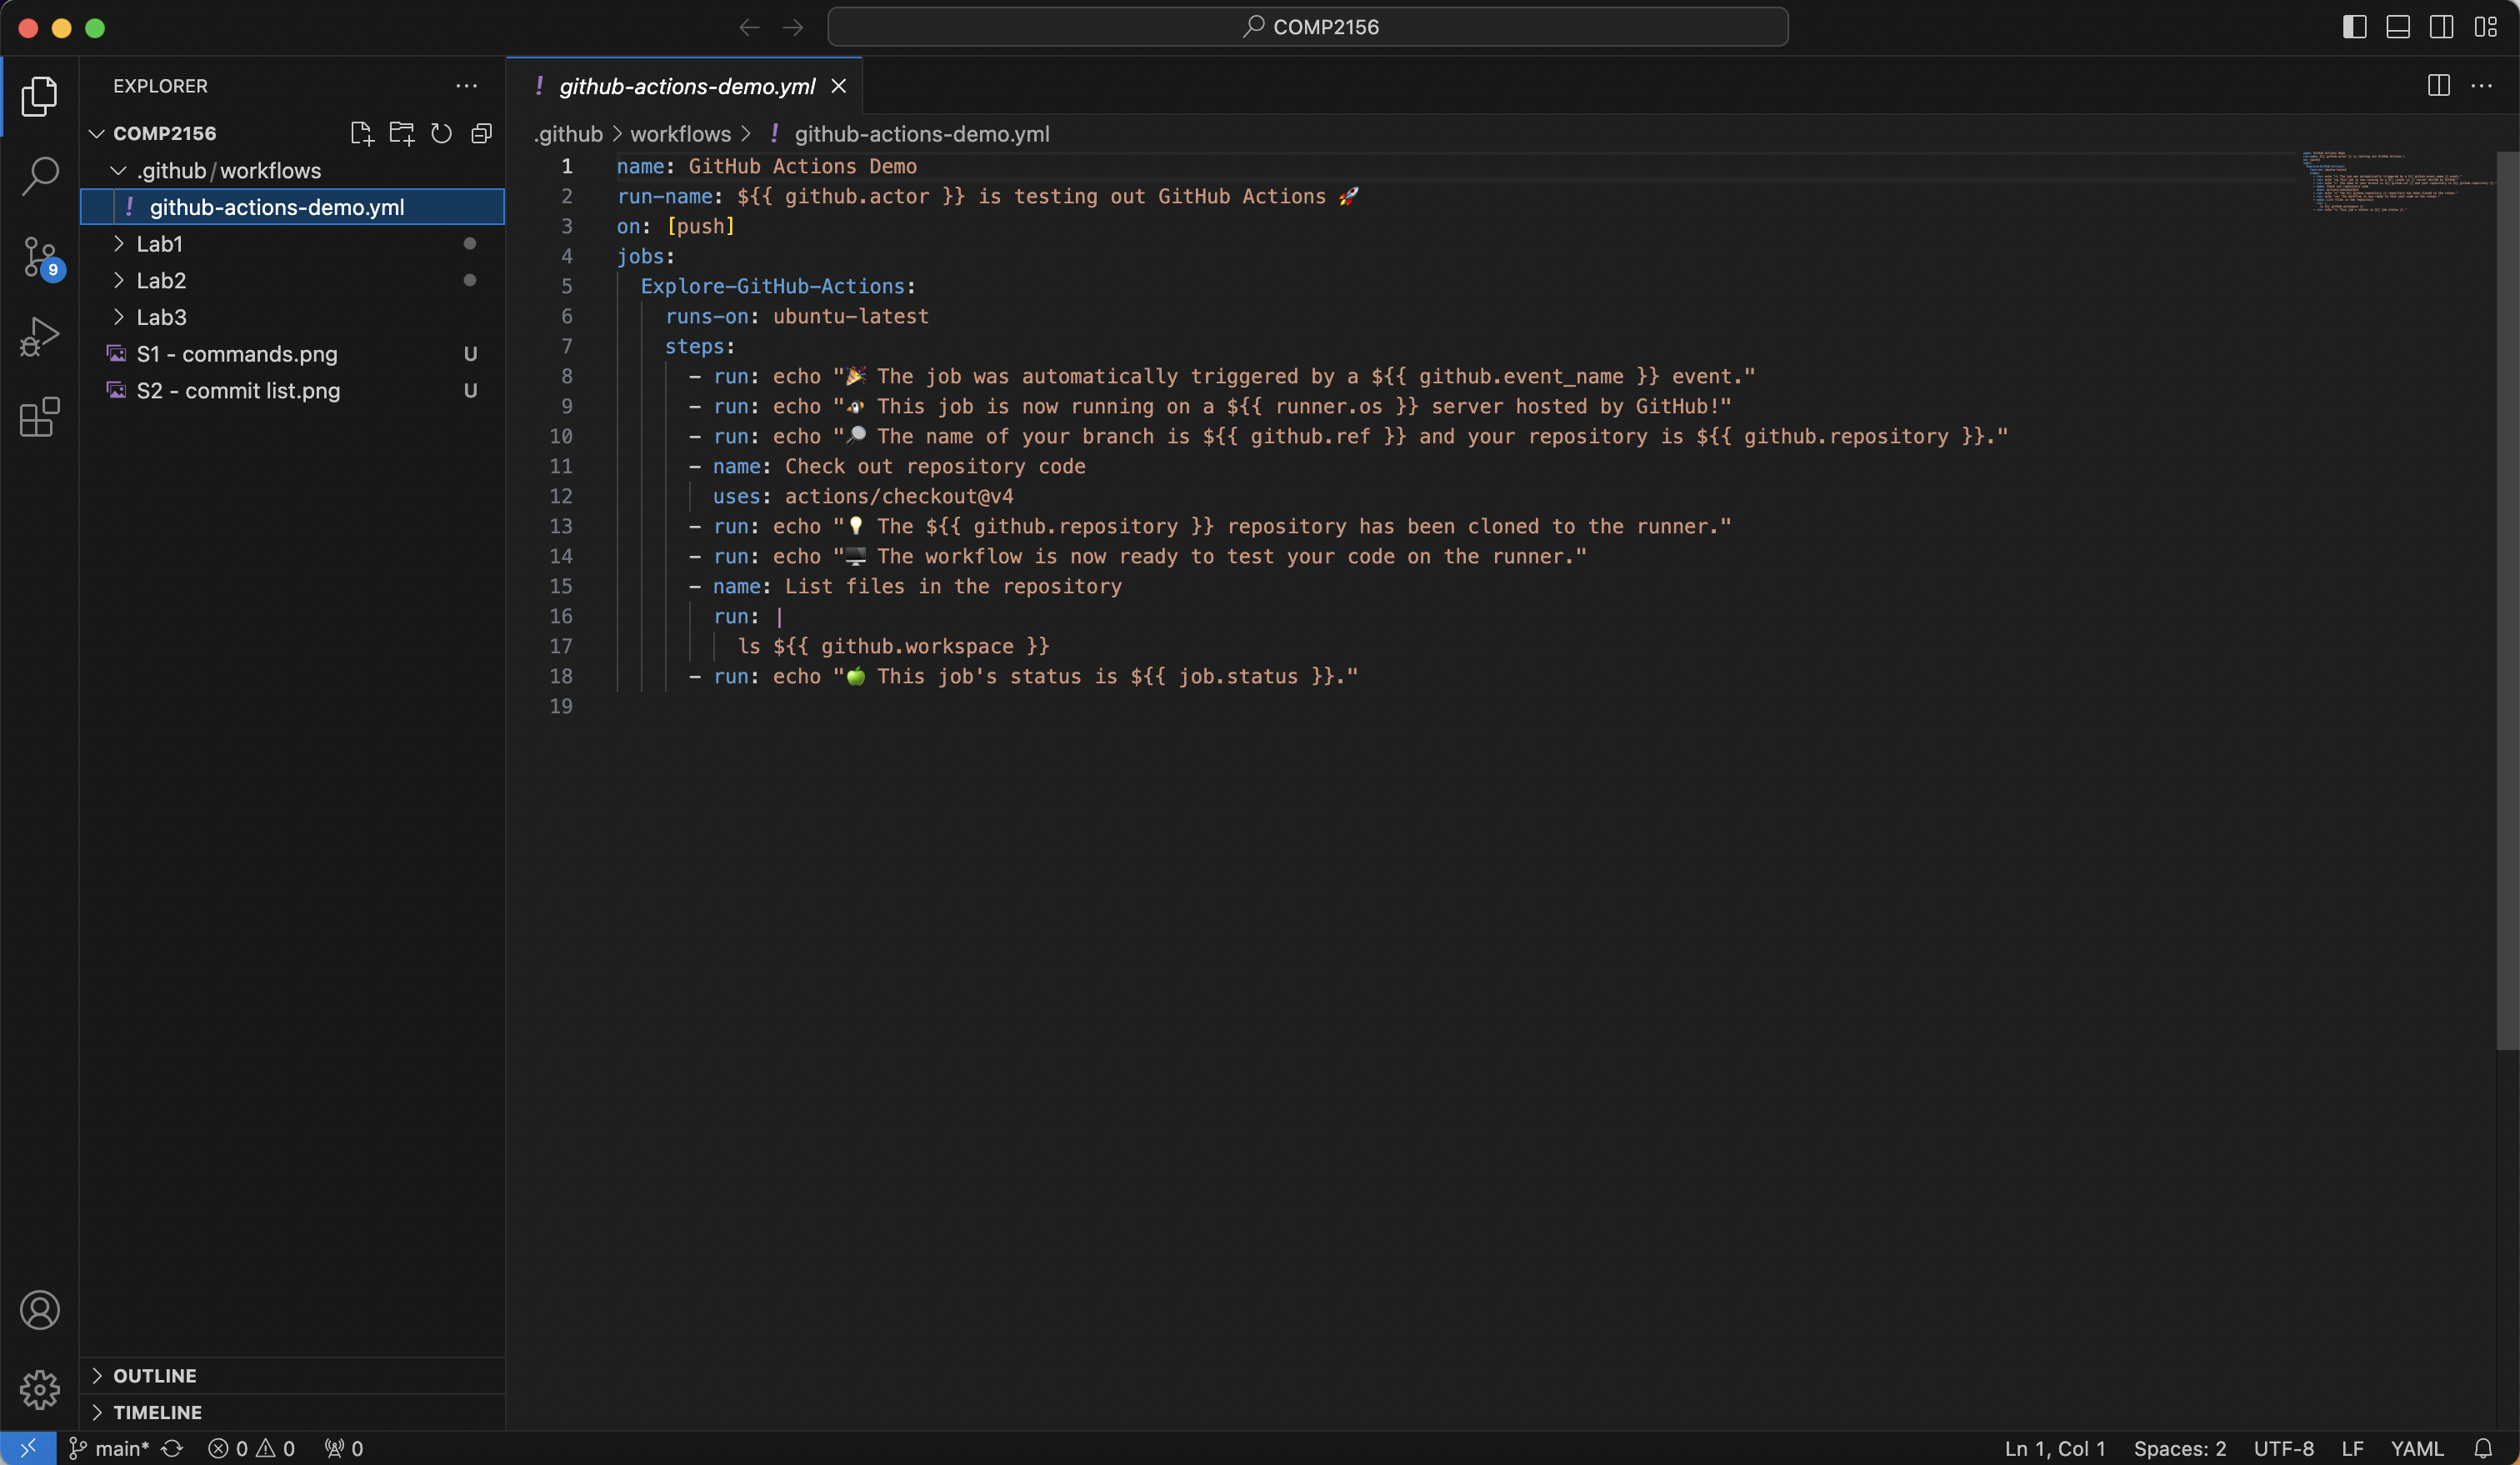 COMP2156
EXPLORER
COMP2156
.github/workflows
! github-actions-demo.yml
Lab1
Lab2
Lab3
S1 - commands.png U
S2 - commit list.png U
9
OUTLINE
TIMELINE
! github-actions-demo.yml
.github > workflows > ! github-actions-demo.yml
1 name: GitHub Actions Demo
2 run-name: ${{ github.actor }} is testing out GitHub Actions 🚀
3 on: [push]
4 jobs:
5 Explore-GitHub-Actions:
6 runs-on: ubuntu-latest
7 steps:
8 - run: echo "🎉 The job was automatically triggered by a ${{ github.event_name }} event."
9 - run: echo "🐧 This job is now running on a ${{ runner.os }} server hosted by GitHub!"
10 - run: echo "🔎 The name of your branch is ${{ github.ref }} and your repository is ${{ github.repository }}."
11 - name: Check out repository code
12 uses: actions/checkout@v4
13 - run: echo "💡 The ${{ github.repository }} repository has been cloned to the runner."
14 - run: echo "🖥️ The workflow is now ready to test your code on the runner."
15 - name: List files in the repository
16 run: |
17 ls ${{ github.workspace }}
18 - run: echo "🍏 This job's status is ${{ job.status }}."
19
main* 0 0 0
Ln 1, Col 1 Spaces: 2 UTF-8 LF YAML